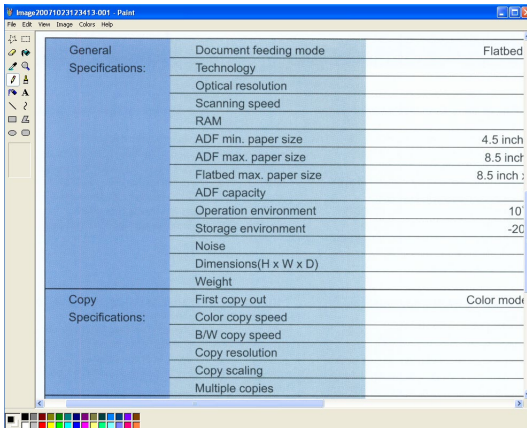 Image20071023123413-001 - Paint
File Edit View Image Colors Help
General Document feeding mode Flatbed
Specifications: Technology
Optical resolution
Scanning speed
RAM
ADF min. paper size 4.5 inch
ADF max. paper size 8.5 inch
Flatbed max. paper size 8.5 inch
ADF capacity
Operation environment 10
Storage environment -20
Noise
Dimensions(H x W x D)
Weight
Copy First copy out Color mode
Specifications: Color copy speed
B/W copy speed
Copy resolution
Copy scaling
Multiple copies